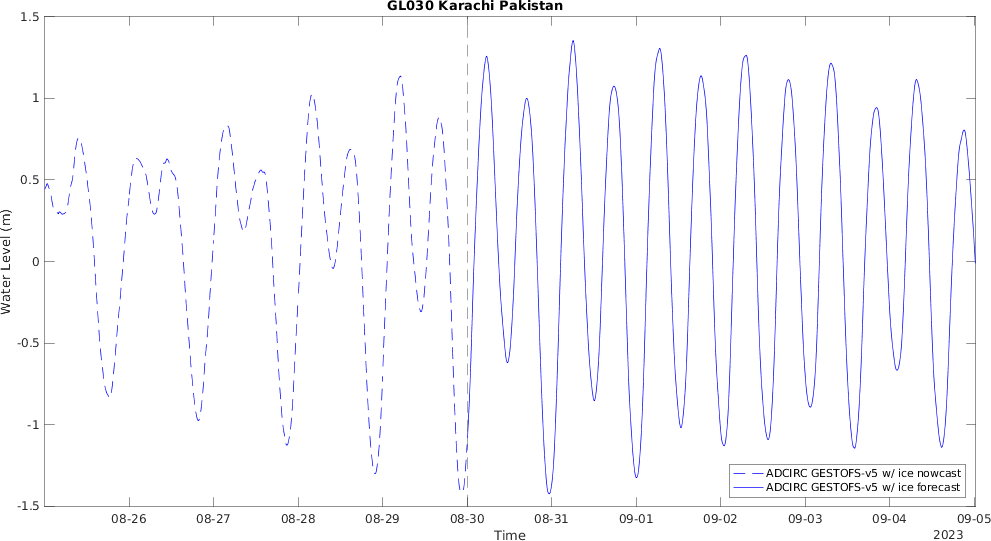 GL030 Karachi Pakistan
1.5
1
0.5
0
-0.5
-1
-1.5
Water Level (m)
08-26 08-27 08-28 08-29 08-30 08-31 09-01 09-02 09-03 09-04 09-05
Time
2023
ADCIRC GESTOFS-v5 w/ ice nowcast
ADCIRC GESTOFS-v5 w/ ice forecast